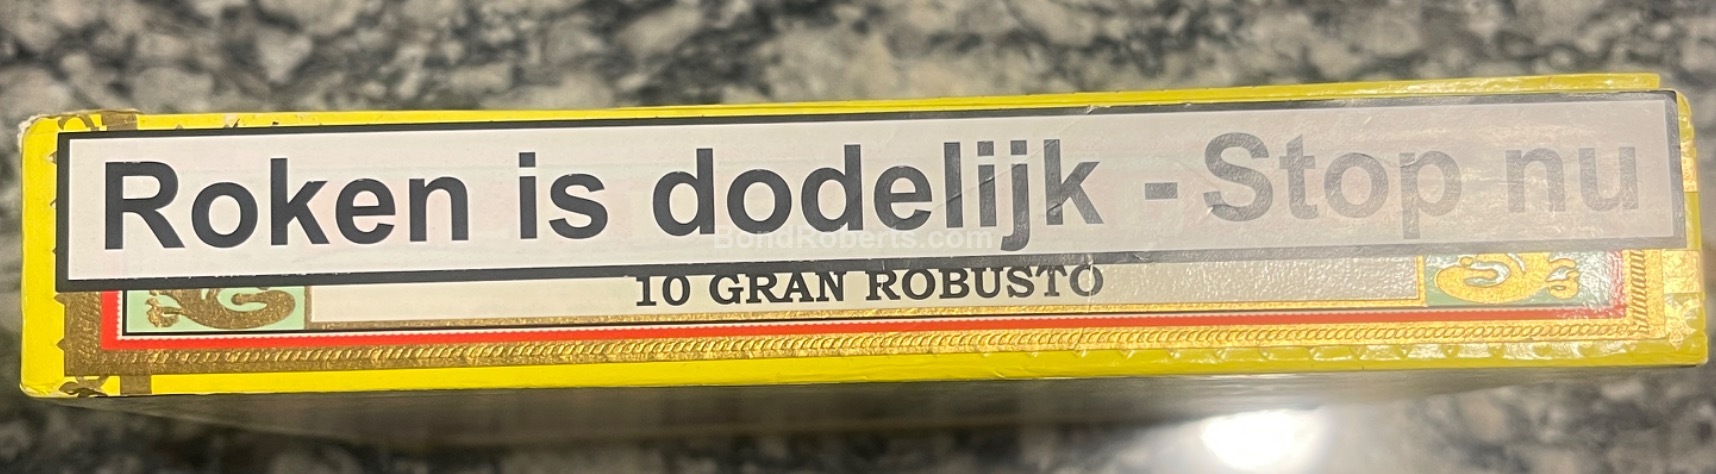 Roken is dodelijk - Stop nu
BondRoberts.com
10 GRAN ROBUSTO